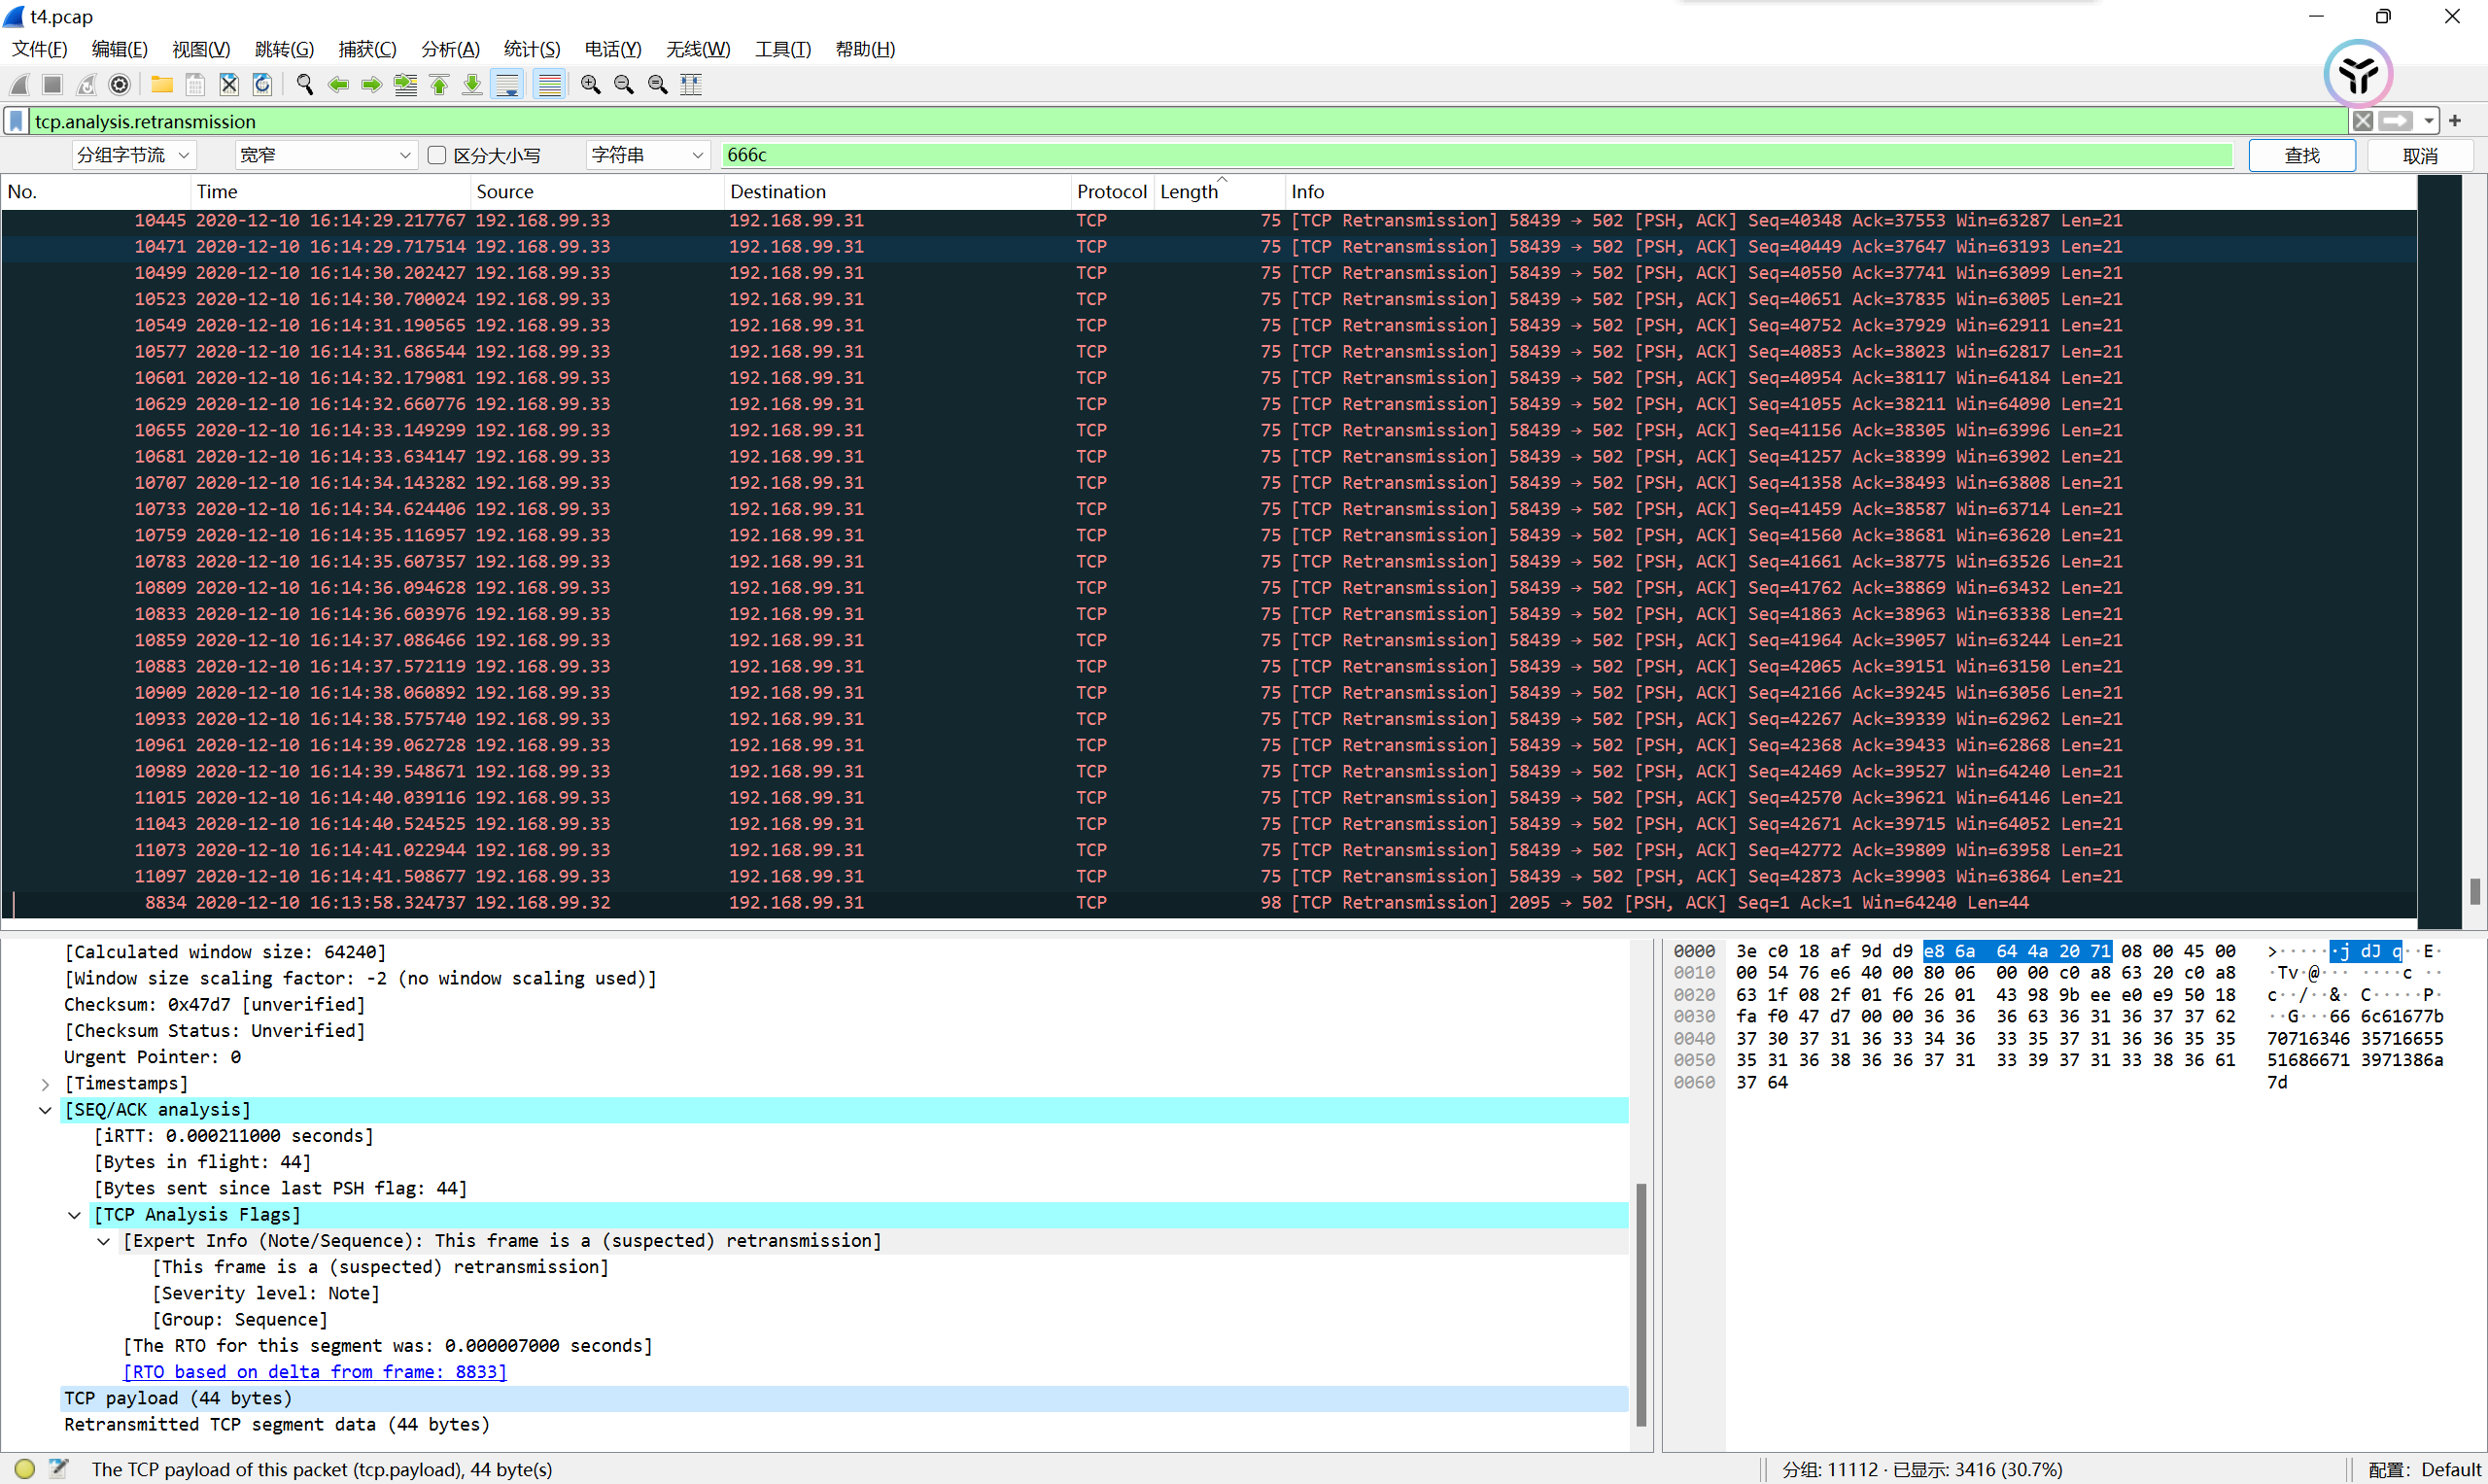 t4.pcap
文件(F) 编辑(E) 视图(V) 跳转(G) 捕获(C) 分析(A) 统计(S) 电话(Y) 无线(W) 工具(T) 帮助(H)
tcp.analysis.retransmission
分组字节流 宽窄 区分大小写 字符串 666c 查找 取消
No. Time Source Destination Protocol Length Info
10445 2020-12-10 16:14:29.217767 192.168.99.33 192.168.99.31 TCP 75 [TCP Retransmission] 58439 → 502 [PSH, ACK] Seq=40348 Ack=37553 Win=63287 Len=21
10471 2020-12-10 16:14:29.717514 192.168.99.33 192.168.99.31 TCP 75 [TCP Retransmission] 58439 → 502 [PSH, ACK] Seq=40449 Ack=37647 Win=63193 Len=21
10499 2020-12-10 16:14:30.202427 192.168.99.33 192.168.99.31 TCP 75 [TCP Retransmission] 58439 → 502 [PSH, ACK] Seq=40550 Ack=37741 Win=63099 Len=21
10523 2020-12-10 16:14:30.700024 192.168.99.33 192.168.99.31 TCP 75 [TCP Retransmission] 58439 → 502 [PSH, ACK] Seq=40651 Ack=37835 Win=63005 Len=21
10549 2020-12-10 16:14:31.190565 192.168.99.33 192.168.99.31 TCP 75 [TCP Retransmission] 58439 → 502 [PSH, ACK] Seq=40752 Ack=37929 Win=62911 Len=21
10577 2020-12-10 16:14:31.686544 192.168.99.33 192.168.99.31 TCP 75 [TCP Retransmission] 58439 → 502 [PSH, ACK] Seq=40853 Ack=38023 Win=62817 Len=21
10601 2020-12-10 16:14:32.179081 192.168.99.33 192.168.99.31 TCP 75 [TCP Retransmission] 58439 → 502 [PSH, ACK] Seq=40954 Ack=38117 Win=64184 Len=21
10629 2020-12-10 16:14:32.660776 192.168.99.33 192.168.99.31 TCP 75 [TCP Retransmission] 58439 → 502 [PSH, ACK] Seq=41055 Ack=38211 Win=64090 Len=21
10655 2020-12-10 16:14:33.149299 192.168.99.33 192.168.99.31 TCP 75 [TCP Retransmission] 58439 → 502 [PSH, ACK] Seq=41156 Ack=38305 Win=63996 Len=21
10681 2020-12-10 16:14:33.634147 192.168.99.33 192.168.99.31 TCP 75 [TCP Retransmission] 58439 → 502 [PSH, ACK] Seq=41257 Ack=38399 Win=63902 Len=21
10707 2020-12-10 16:14:34.143282 192.168.99.33 192.168.99.31 TCP 75 [TCP Retransmission] 58439 → 502 [PSH, ACK] Seq=41358 Ack=38493 Win=63808 Len=21
10733 2020-12-10 16:14:34.624406 192.168.99.33 192.168.99.31 TCP 75 [TCP Retransmission] 58439 → 502 [PSH, ACK] Seq=41459 Ack=38587 Win=63714 Len=21
10759 2020-12-10 16:14:35.116957 192.168.99.33 192.168.99.31 TCP 75 [TCP Retransmission] 58439 → 502 [PSH, ACK] Seq=41560 Ack=38681 Win=63620 Len=21
10783 2020-12-10 16:14:35.607357 192.168.99.33 192.168.99.31 TCP 75 [TCP Retransmission] 58439 → 502 [PSH, ACK] Seq=41661 Ack=38775 Win=63526 Len=21
10809 2020-12-10 16:14:36.094628 192.168.99.33 192.168.99.31 TCP 75 [TCP Retransmission] 58439 → 502 [PSH, ACK] Seq=41762 Ack=38869 Win=63432 Len=21
10833 2020-12-10 16:14:36.603976 192.168.99.33 192.168.99.31 TCP 75 [TCP Retransmission] 58439 → 502 [PSH, ACK] Seq=41863 Ack=38963 Win=63338 Len=21
10859 2020-12-10 16:14:37.086466 192.168.99.33 192.168.99.31 TCP 75 [TCP Retransmission] 58439 → 502 [PSH, ACK] Seq=41964 Ack=39057 Win=63244 Len=21
10883 2020-12-10 16:14:37.572119 192.168.99.33 192.168.99.31 TCP 75 [TCP Retransmission] 58439 → 502 [PSH, ACK] Seq=42065 Ack=39151 Win=63150 Len=21
10909 2020-12-10 16:14:38.060892 192.168.99.33 192.168.99.31 TCP 75 [TCP Retransmission] 58439 → 502 [PSH, ACK] Seq=42166 Ack=39245 Win=63056 Len=21
10933 2020-12-10 16:14:38.575740 192.168.99.33 192.168.99.31 TCP 75 [TCP Retransmission] 58439 → 502 [PSH, ACK] Seq=42267 Ack=39339 Win=62962 Len=21
10961 2020-12-10 16:14:39.062728 192.168.99.33 192.168.99.31 TCP 75 [TCP Retransmission] 58439 → 502 [PSH, ACK] Seq=42368 Ack=39433 Win=62868 Len=21
10989 2020-12-10 16:14:39.548671 192.168.99.33 192.168.99.31 TCP 75 [TCP Retransmission] 58439 → 502 [PSH, ACK] Seq=42469 Ack=39527 Win=64240 Len=21
11015 2020-12-10 16:14:40.039116 192.168.99.33 192.168.99.31 TCP 75 [TCP Retransmission] 58439 → 502 [PSH, ACK] Seq=42570 Ack=39621 Win=64146 Len=21
11043 2020-12-10 16:14:40.524525 192.168.99.33 192.168.99.31 TCP 75 [TCP Retransmission] 58439 → 502 [PSH, ACK] Seq=42671 Ack=39715 Win=64052 Len=21
11073 2020-12-10 16:14:41.022944 192.168.99.33 192.168.99.31 TCP 75 [TCP Retransmission] 58439 → 502 [PSH, ACK] Seq=42772 Ack=39809 Win=63958 Len=21
11097 2020-12-10 16:14:41.508677 192.168.99.33 192.168.99.31 TCP 75 [TCP Retransmission] 58439 → 502 [PSH, ACK] Seq=42873 Ack=39903 Win=63864 Len=21
8834 2020-12-10 16:13:58.324737 192.168.99.32 192.168.99.31 TCP 98 [TCP Retransmission] 2095 → 502 [PSH, ACK] Seq=1 Ack=1 Win=64240 Len=44
[Calculated window size: 64240]
[Window size scaling factor: -2 (no window scaling used)]
Checksum: 0x47d7 [unverified]
[Checksum Status: Unverified]
Urgent Pointer: 0
[Timestamps]
[SEQ/ACK analysis]
[iRTT: 0.000211000 seconds]
[Bytes in flight: 44]
[Bytes sent since last PSH flag: 44]
[TCP Analysis Flags]
[Expert Info (Note/Sequence): This frame is a (suspected) retransmission]
[This frame is a (suspected) retransmission]
[Severity level: Note]
[Group: Sequence]
[The RTO for this segment was: 0.000007000 seconds]
[RTO based on delta from frame: 8833]
TCP payload (44 bytes)
Retransmitted TCP segment data (44 bytes)
0000 3e c0 18 af 9d d9 e8 6a 64 4a 20 71 08 00 45 00 >······j dJ q··E·
0010 00 54 76 e6 40 00 80 06 00 00 c0 a8 63 20 c0 a8 ·Tv·@··· ····c ··
0020 63 1f 08 2f 01 f6 26 01 43 98 9b ee e0 e9 50 18 c··/··&· C·····P·
0030 fa f0 47 d7 00 00 36 36 36 63 36 31 36 37 37 62 ··G···66 6c61677b
0040 37 30 37 31 36 33 34 36 33 35 37 31 36 36 35 35 70716346 35716655
0050 35 31 36 38 36 36 37 31 33 39 37 31 33 38 36 61 51686671 3971386a
0060 37 64 7d
The TCP payload of this packet (tcp.payload), 44 byte(s) 分组: 11112 · 已显示: 3416 (30.7%) 配置: Default